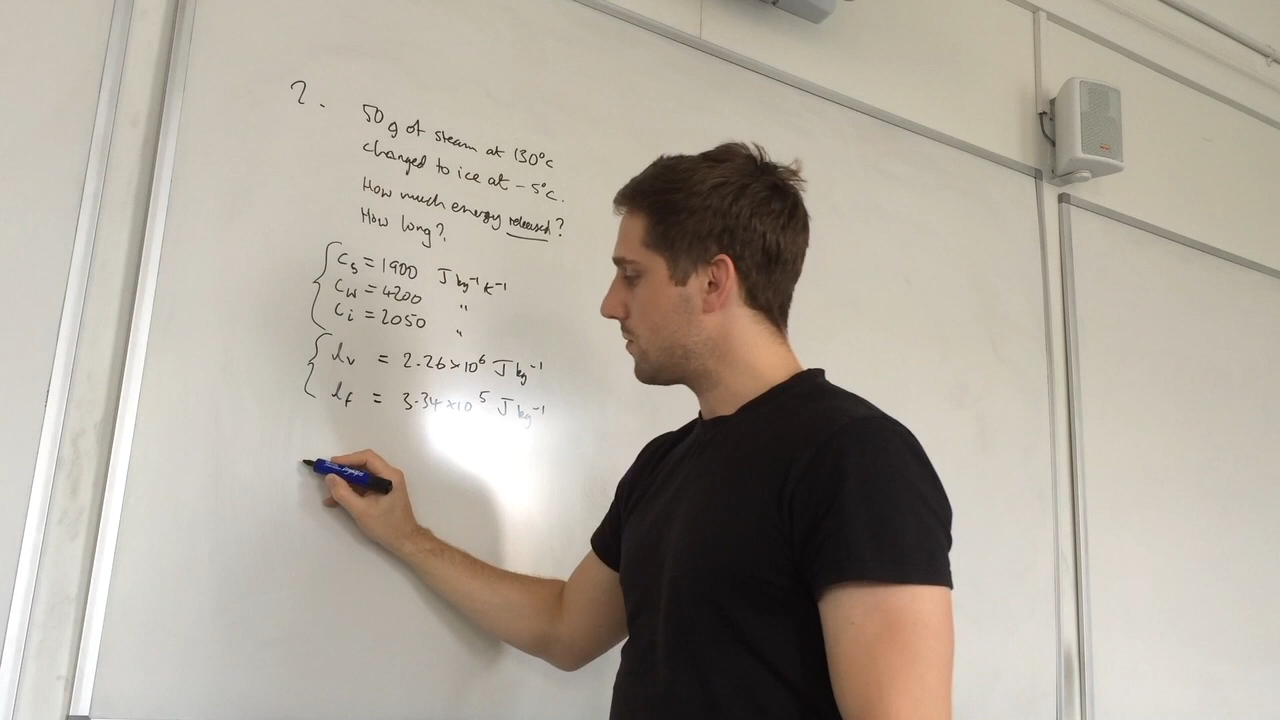 2. 50g of steam at 130°c
changed to ice at -5°c.
How much energy released?
How long?
Cs = 1900 J kg⁻¹ K⁻¹
Cw = 4200 "
Ci = 2050 "
lv = 2.26×10⁶ J kg⁻¹
lf = 3.34×10⁵ J kg⁻¹